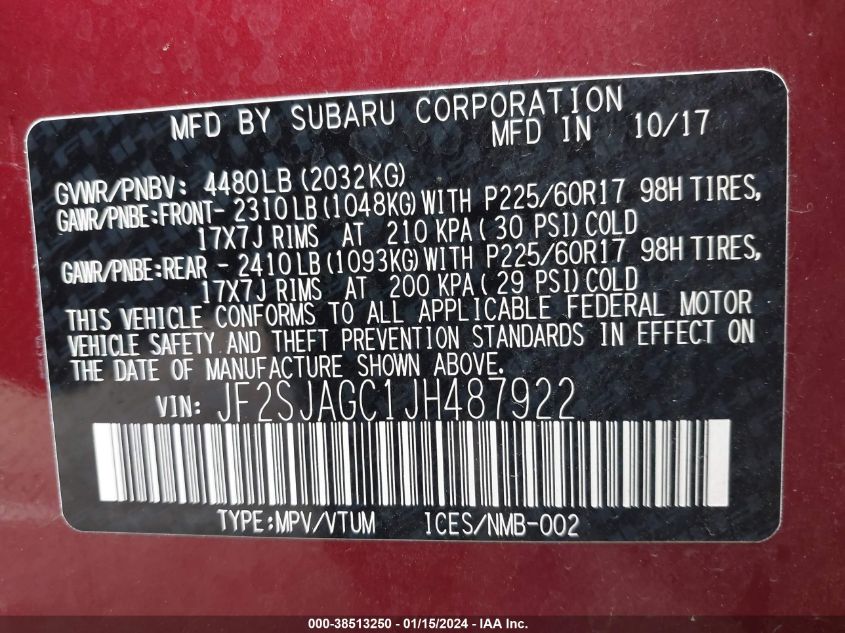 MFD BY SUBARU CORPORATION
MFD IN 10/17
GVWR/PNBV: 4480LB (2032KG)
GAWR/PNBE:FRONT- 2310LB (1048KG) WITH P225/60R17 98H TIRES,
17X7J RIMS AT 210 KPA ( 30 PSI) COLD
GAWR/PNBE:REAR - 2410LB (1093KG) WITH P225/60R17 98H TIRES,
17X7J RIMS AT 200 KPA ( 29 PSI) COLD
THIS VEHICLE CONFORMS TO ALL APPLICABLE FEDERAL MOTOR
VEHICLE SAFETY AND THEFT PREVENTION STANDARDS IN EFFECT ON
THE DATE OF MANUFACTURE SHOWN ABOVE.
VIN: JF2SJAGC1JH487922
TYPE:MPV/VTUM ICES/NMB-002
000-38513250 - 01/15/2024 - IAA Inc.